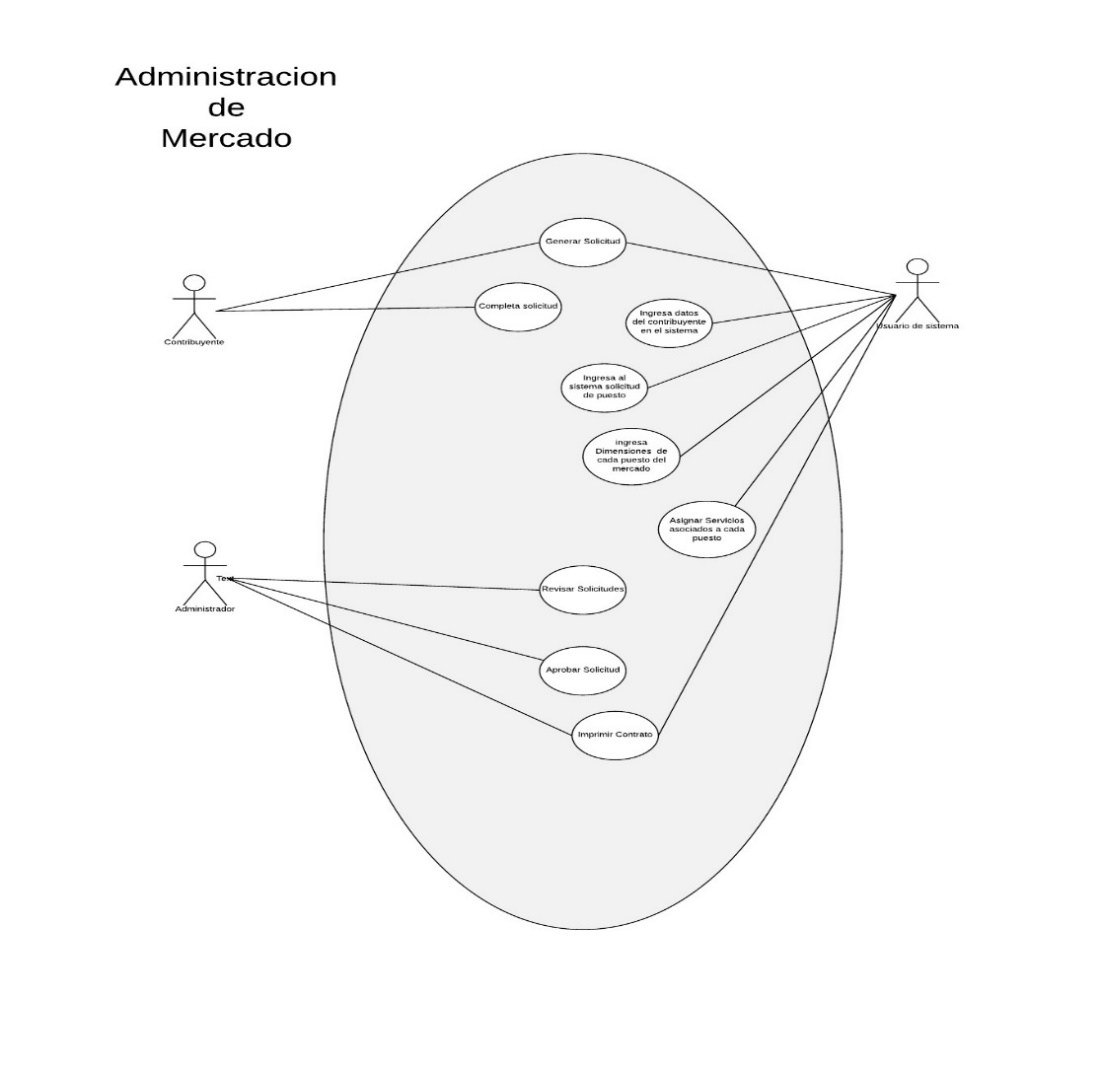 Administracion
de
Mercado
Generar Solicitud
Completa solicitud
Ingresa datos
del contribuyente
en el sistema
Contribuyente
Usuario de sistema
Ingresa al
sistema solicitud
de puesto
ingresa
Dimensiones de
cada puesto del
mercado
Asignar Servicios
asociados a cada
puesto
Text
Administrador
Revisar Solicitudes
Aprobar Solicitud
Imprimir Contrato